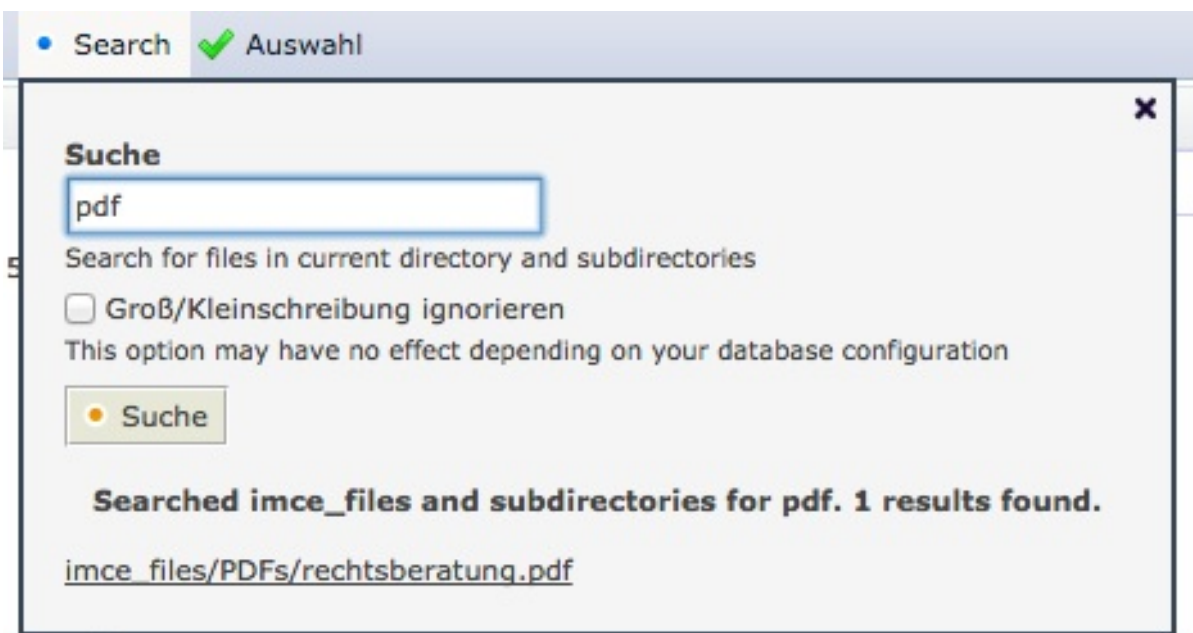 Search Auswahl
Suche
pdf
5
Search for files in current directory and subdirectories
Groß/Kleinschreibung ignorieren
This option may have no effect depending on your database configuration
Suche
Searched imce_files and subdirectories for pdf. 1 results found.
imce_files/PDFs/rechtsberatung.pdf